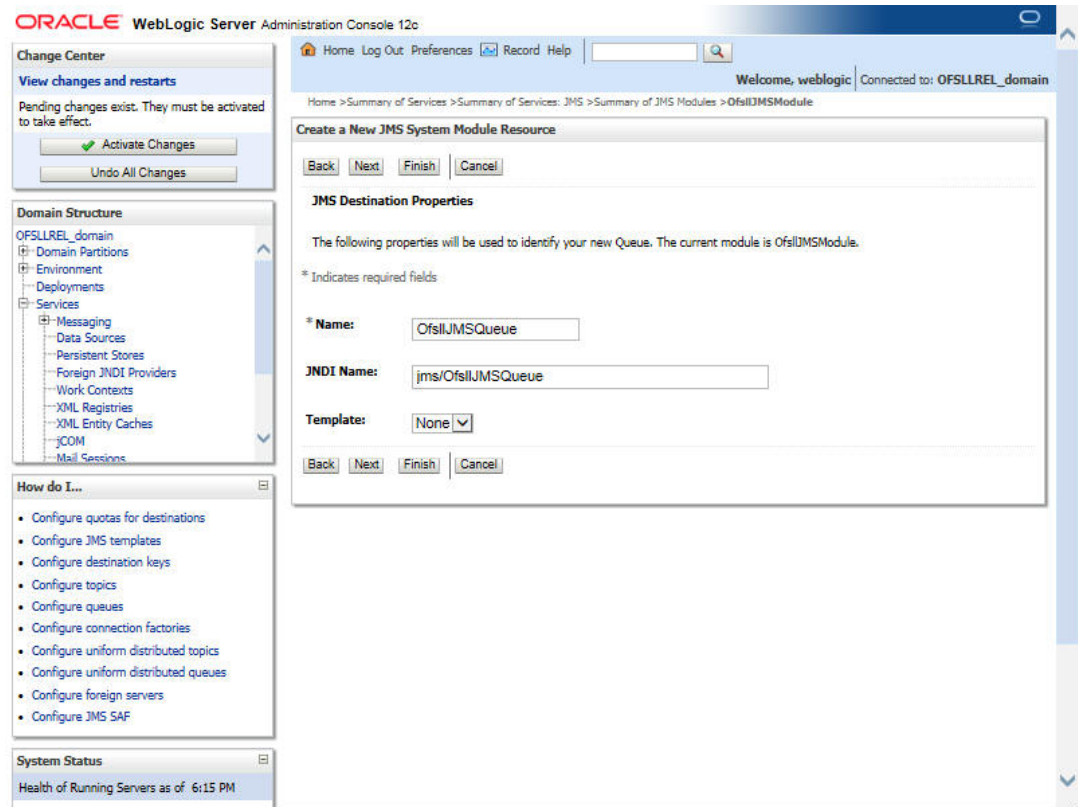 ORACLE WebLogic Server Administration Console 12c
Change Center
View changes and restarts
Pending changes exist. They must be activated
to take effect.
Activate Changes
Undo All Changes
Domain Structure
OFSLLREL_domain
Domain Partitions
Environment
Deployments
Services
Messaging
Data Sources
Persistent Stores
Foreign JNDI Providers
Work Contexts
XML Registries
XML Entity Caches
jCOM
Mail Sessions
How do I...
Configure quotas for destinations
Configure JMS templates
Configure destination keys
Configure topics
Configure queues
Configure connection factories
Configure uniform distributed topics
Configure uniform distributed queues
Configure foreign servers
Configure JMS SAF
System Status
Health of Running Servers as of 6:15 PM
Home Log Out Preferences Record Help
Welcome, weblogic Connected to: OFSLLREL_domain
Home >Summary of Services >Summary of Services: JMS >Summary of JMS Modules >OfsllJMSModule
Create a New JMS System Module Resource
Back Next Finish Cancel
JMS Destination Properties
The following properties will be used to identify your new Queue. The current module is OfsllJMSModule.
* Indicates required fields
* Name: OfsllJMSQueue
JNDI Name: jms/OfsllJMSQueue
Template: None
Back Next Finish Cancel